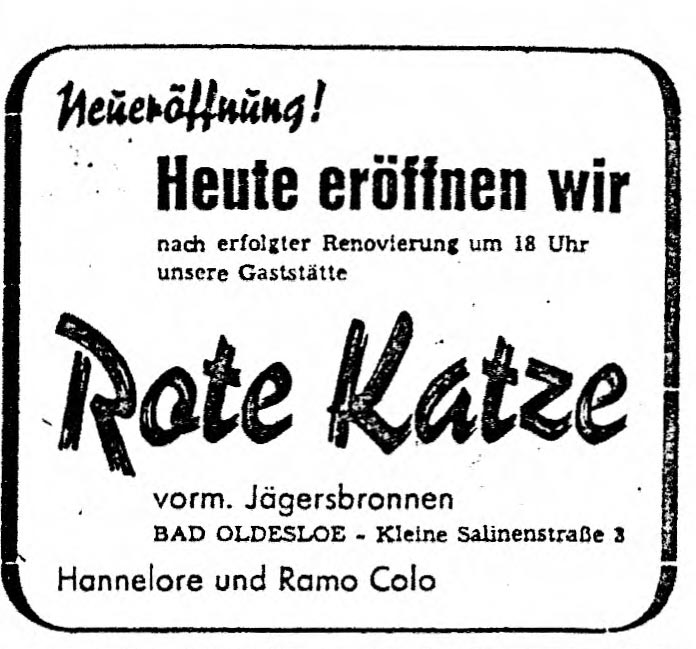 Neueröffnung!
Heute eröffnen wir
nach erfolgter Renovierung um 18 Uhr
unsere Gaststätte
Rote Katze
vorm. Jägersbronnen
BAD OLDESLOE - Kleine Salinenstraße 3
Hannelore und Ramo Colo